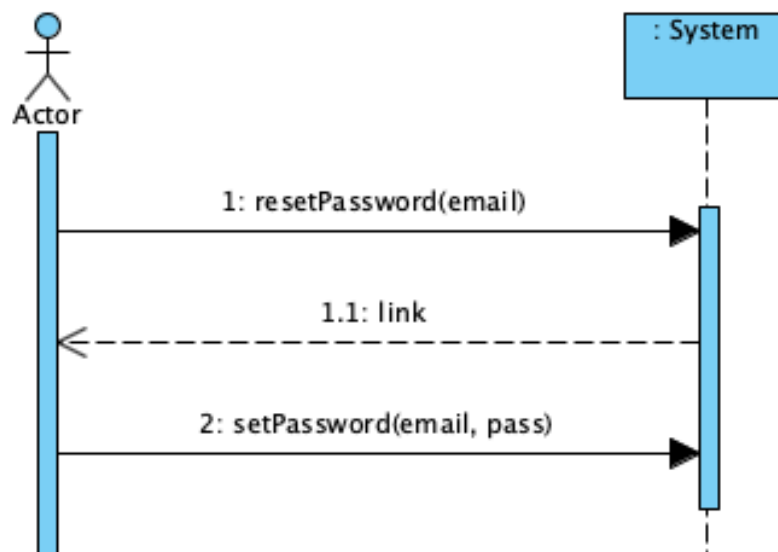 : System
Actor
1: resetPassword(email)
1.1: link
2: setPassword(email, pass)